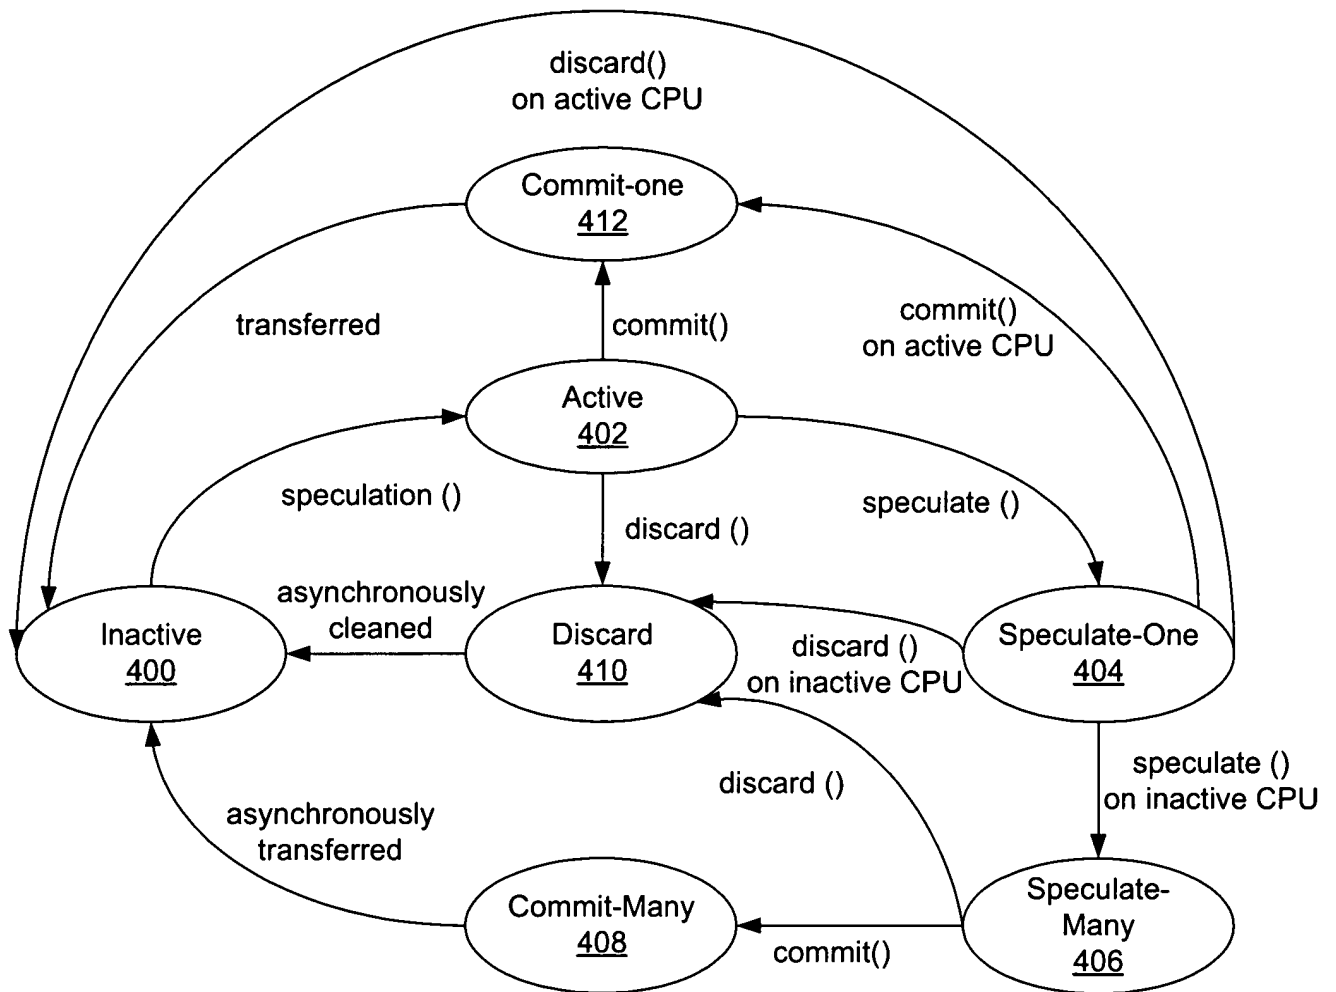 discard()
on active CPU
Commit-one
412
transferred
commit()
commit()
on active CPU
Active
402
speculation ()
discard ()
speculate ()
asynchronously
cleaned
Inactive
400
Discard
410
discard ()
on inactive CPU
Speculate-One
404
discard ()
speculate ()
on inactive CPU
asynchronously
transferred
Commit-Many
408
commit()
Speculate-
Many
406